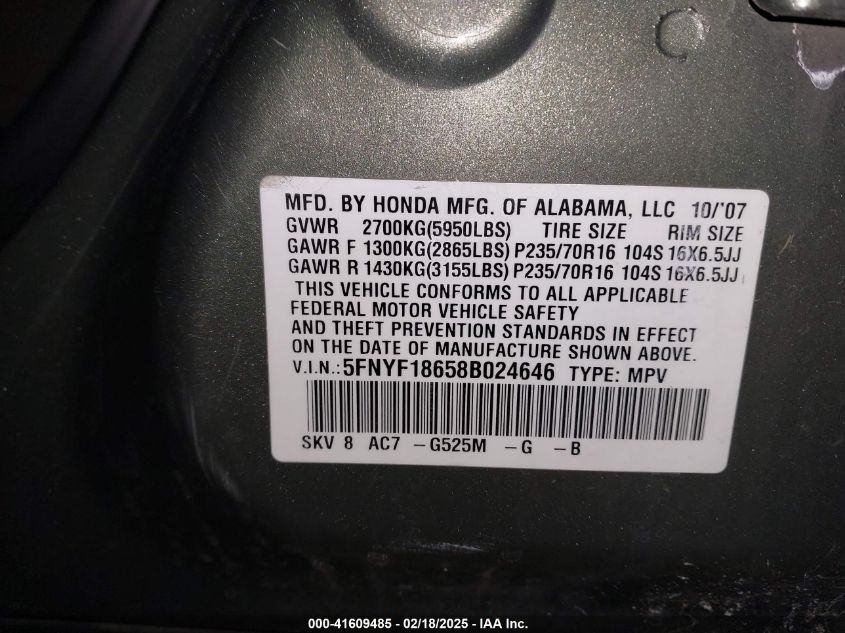 MFD. BY HONDA MFG. OF ALABAMA, LLC 10/'07
GVWR 2700KG(5950LBS) TIRE SIZE RIM SIZE
GAWR F 1300KG(2865LBS) P235/70R16 104S 16X6.5JJ
GAWR R 1430KG(3155LBS) P235/70R16 104S 16X6.5JJ
THIS VEHICLE CONFORMS TO ALL APPLICABLE
FEDERAL MOTOR VEHICLE SAFETY
AND THEFT PREVENTION STANDARDS IN EFFECT
ON THE DATE OF MANUFACTURE SHOWN ABOVE.
V.I.N.: 5FNYF18658B024646 TYPE: MPV
SKV 8 AC7 -G525M -G -B
000-41609485 - 02/18/2025 - IAA Inc.